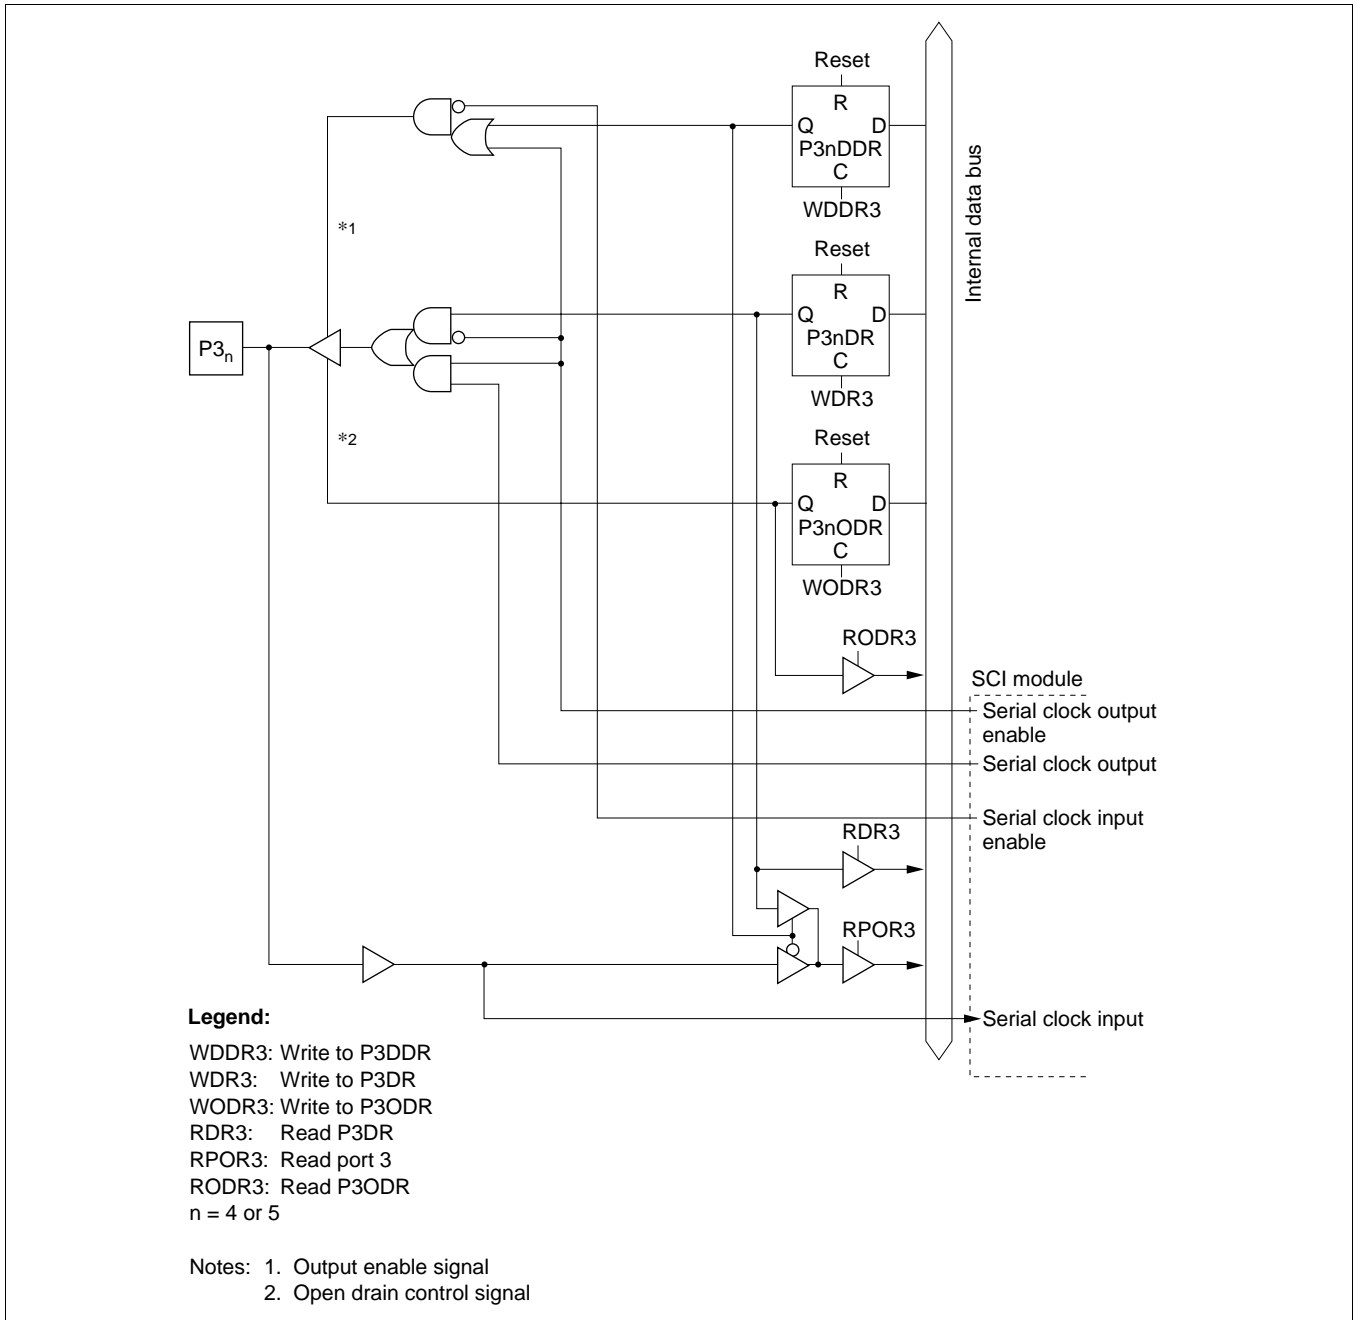 Reset
R
Q D
P3nDDR
C
WDDR3
Internal data bus
*1
Reset
R
Q D
P3nDR
C
WDR3
P3n
*2
Reset
R
Q D
P3nODR
C
WODR3
RODR3
SCI module
Serial clock output
enable
Serial clock output
Serial clock input
enable
RDR3
RPOR3
Serial clock input
Legend:
WDDR3: Write to P3DDR
WDR3: Write to P3DR
WODR3: Write to P3ODR
RDR3: Read P3DR
RPOR3: Read port 3
RODR3: Read P3ODR
n = 4 or 5
Notes: 1. Output enable signal
2. Open drain control signal